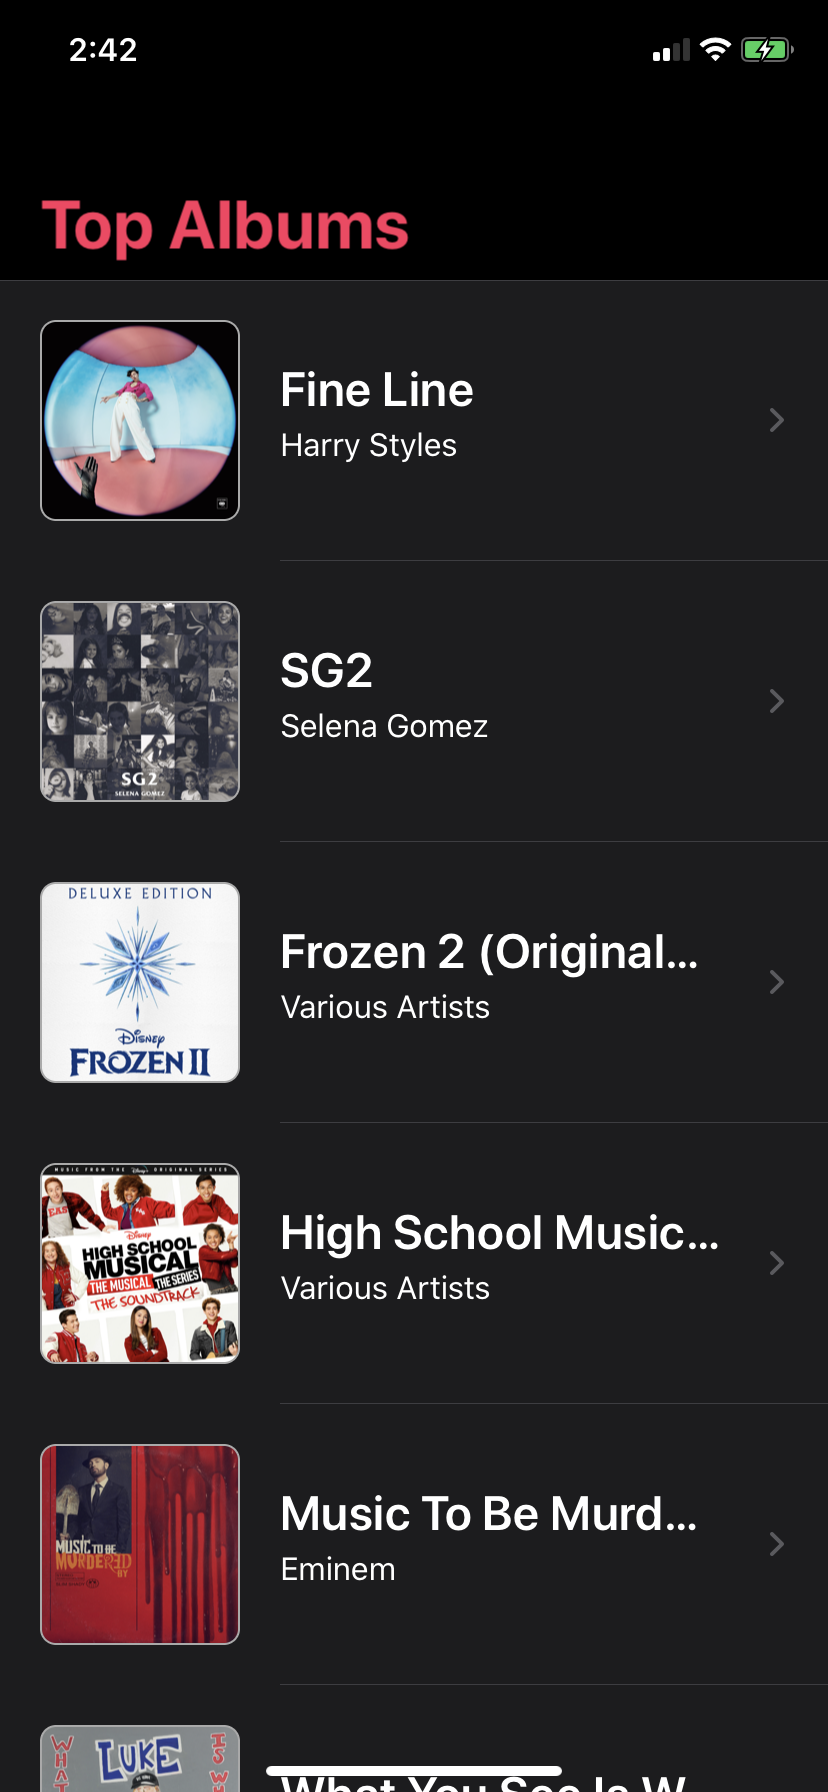 2:42
Top Albums
Fine Line
Harry Styles
SG2
SELENA GOMEZ
SG2
Selena Gomez
DELUXE EDITION
Disney
FROZEN II
Frozen 2 (Original...
Various Artists
MUSIC FROM THE Disney+ ORIGINAL SERIES
EAS
Disney
HIGH SCHOOL
MUSICAL
THE MUSICAL THE SERIES
THE SOUNDTRACK
High School Music...
Various Artists
MUSIC TO BE
MURDERED
BY
Music To Be Murd...
Eminem
WHAT
LUKE
IS W
What You See Is W